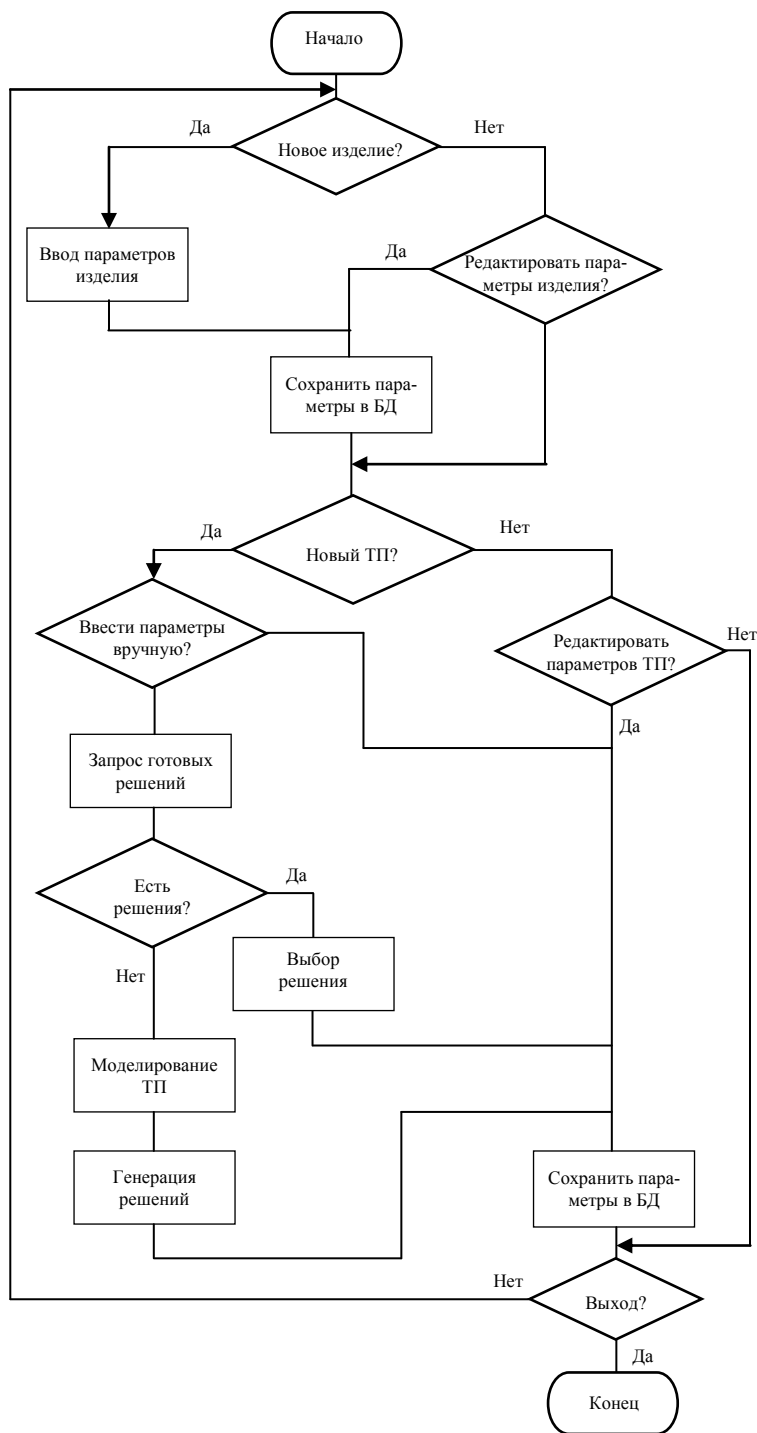 Начало
Да
Нет
Новое изделие?
Ввод параметров
изделия
Да
Редактировать пара-
метры изделия?
Сохранить пара-
метры в БД
Да
Нет
Новый ТП?
Ввести параметры
вручную?
Редактировать
параметров ТП?
Нет
Да
Запрос готовых
решений
Есть
решения?
Да
Нет
Выбор
решения
Моделирование
ТП
Генерация
решений
Сохранить пара-
метры в БД
Нет
Выход?
Да
Конец